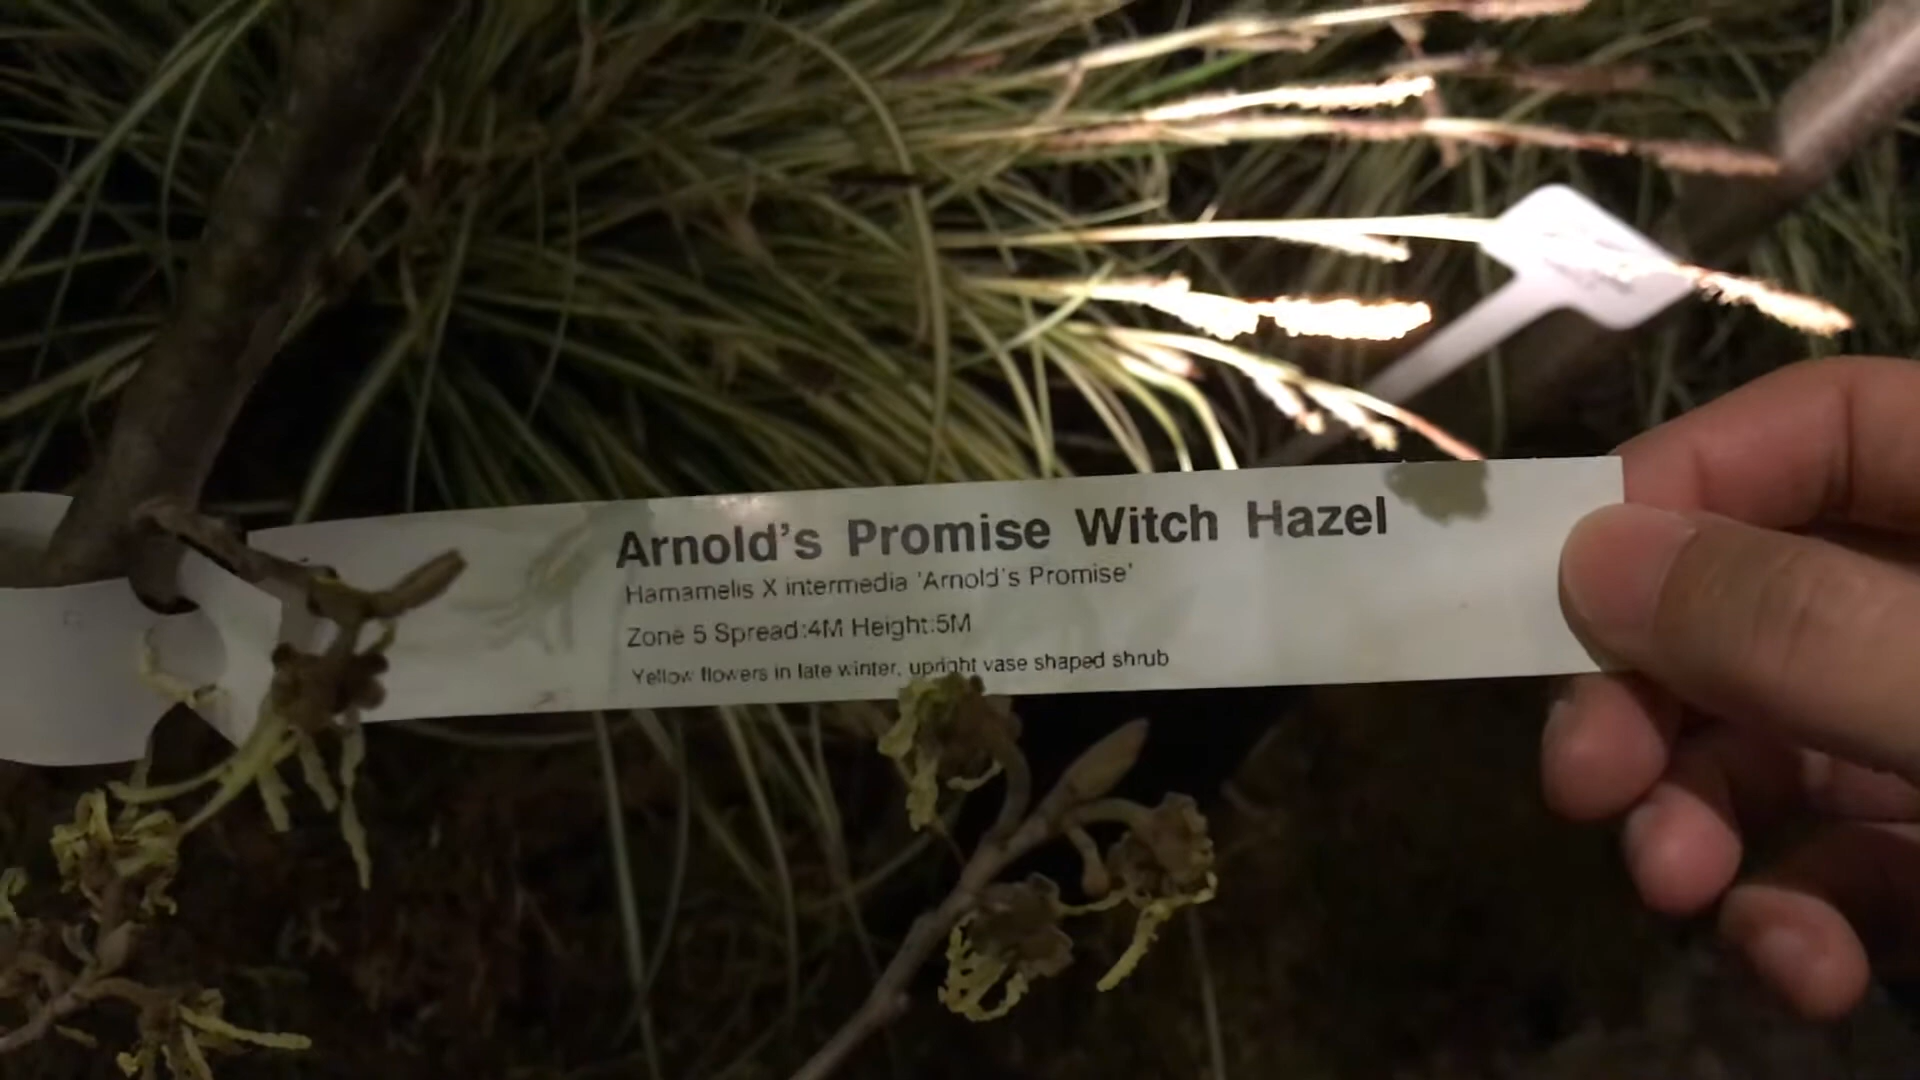 Arnold's Promise Witch Hazel
Hamamelis X intermedia 'Arnold's Promise'
Zone 5 Spread:4M Height:5M
Yellow flowers in late winter, upright vase shaped shrub